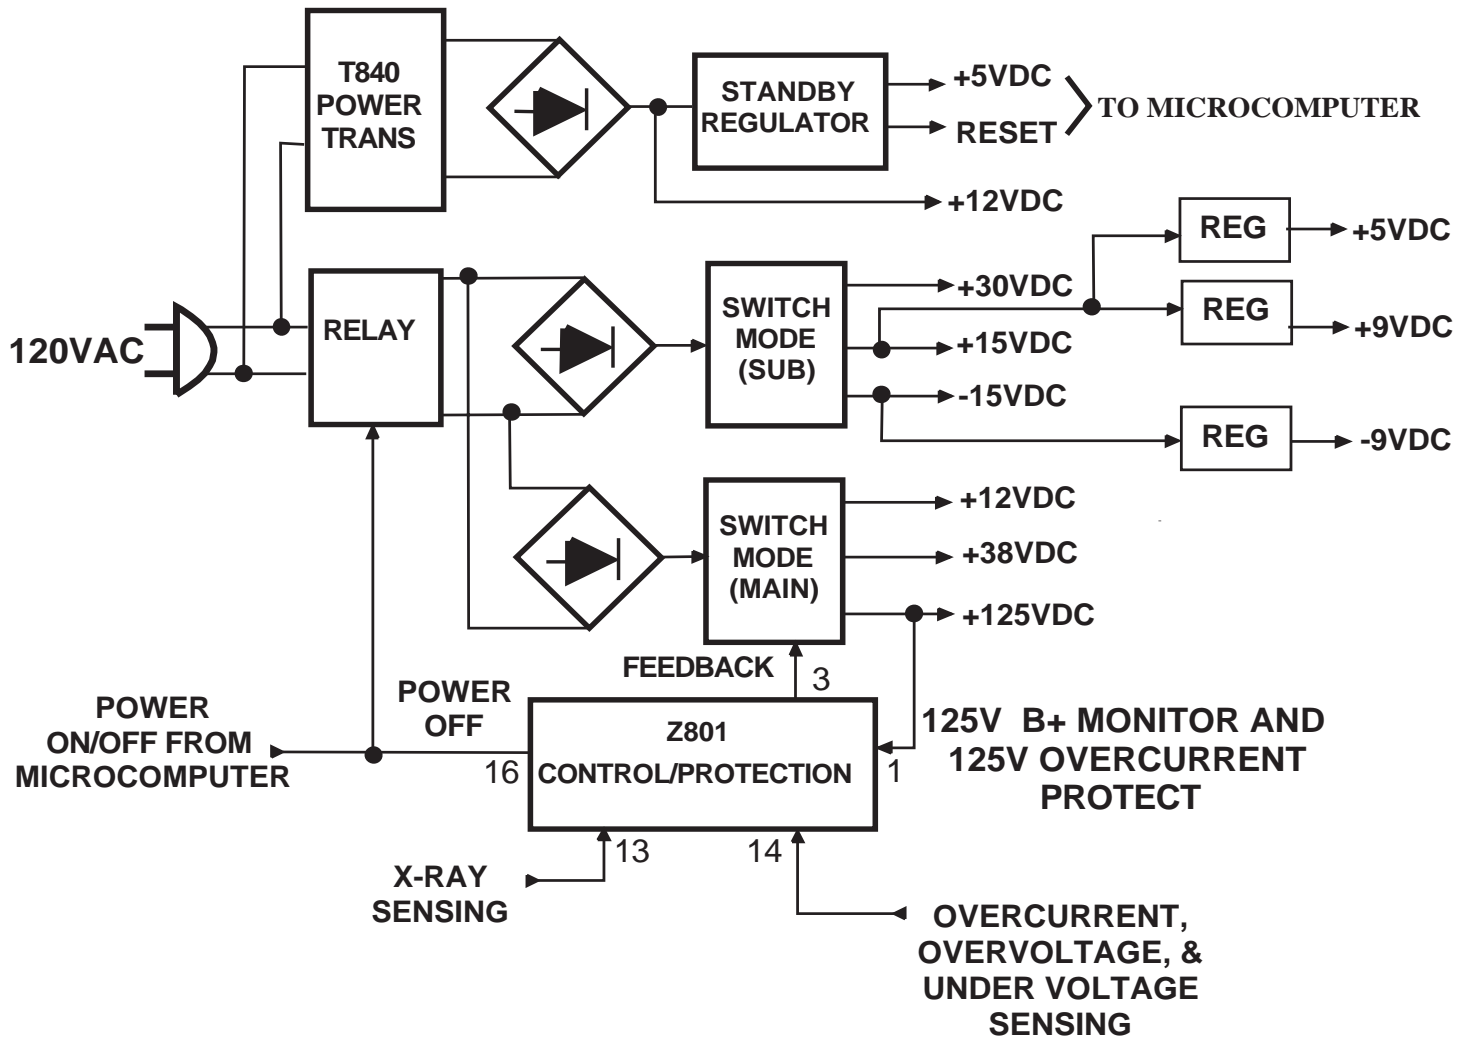 T840
POWER
TRANS
STANDBY
REGULATOR
+5VDC
RESET
TO MICROCOMPUTER
+12VDC
REG
+5VDC
120VAC
RELAY
SWITCH
MODE
(SUB)
+30VDC
+15VDC
-15VDC
REG
+9VDC
REG
-9VDC
SWITCH
MODE
(MAIN)
+12VDC
+38VDC
+125VDC
FEEDBACK
3
POWER
ON/OFF FROM
MICROCOMPUTER
POWER
OFF
16
Z801
CONTROL/PROTECTION
1
125V B+ MONITOR AND
125V OVERCURRENT
PROTECT
13
14
X-RAY
SENSING
OVERCURRENT,
OVERVOLTAGE, &
UNDER VOLTAGE
SENSING